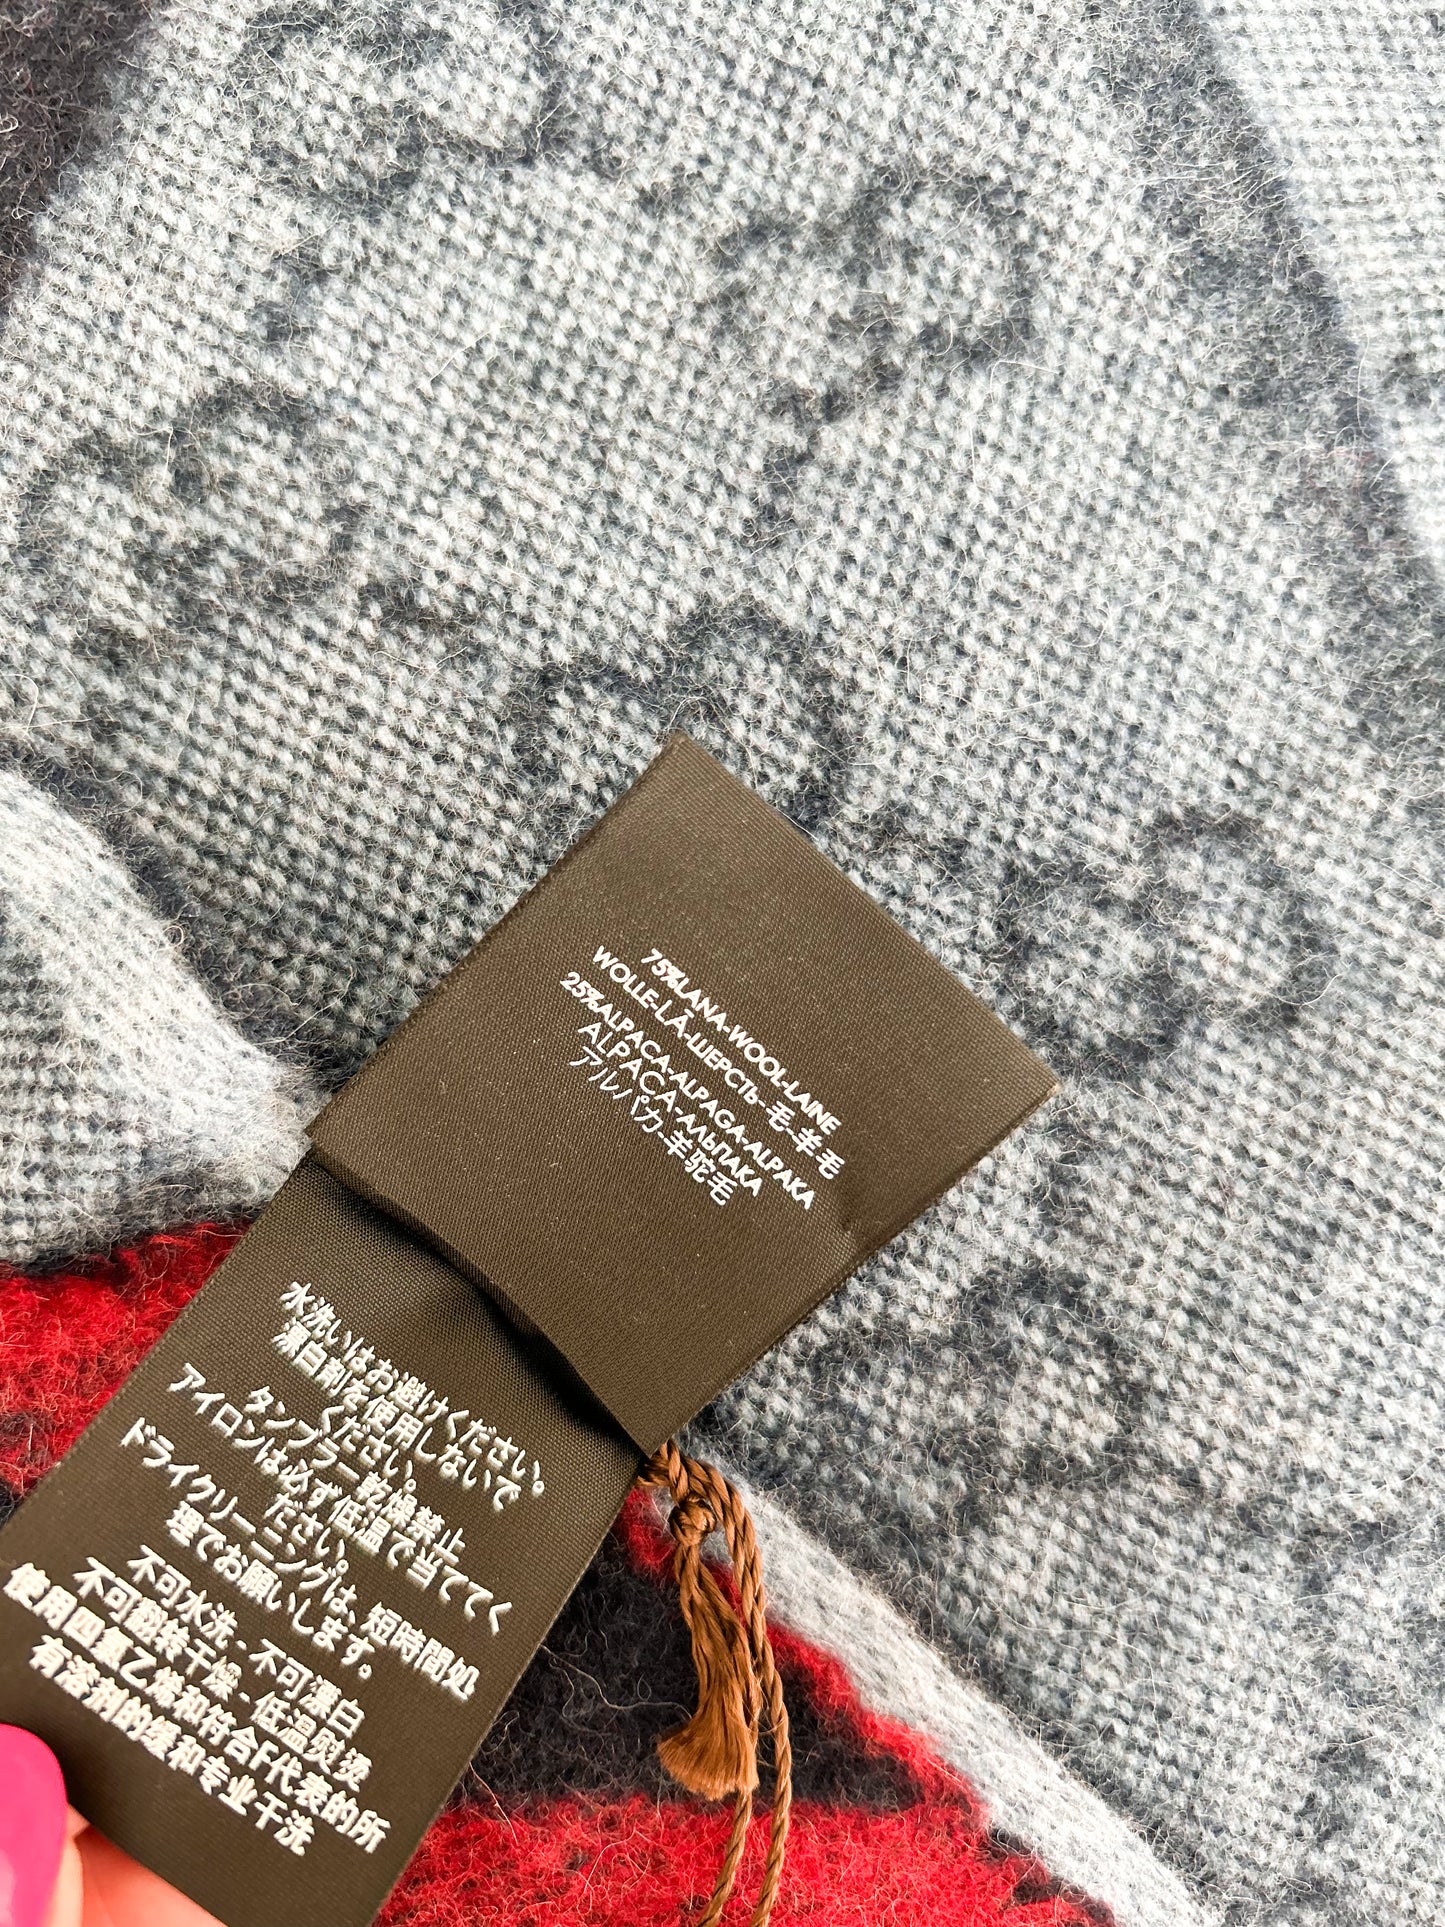 75%LANA-WOOL-LAINE
WOLLE-LÃ-ШЕРСТЬ-毛-羊毛
25%ALPACA-ALPAGA-ALPAKA
ALPACA-АЛЬПАКА
アルパカ-羊驼毛
水洗いはお避けください。
漂白剤を使用しないで
ください。
タンブラー乾燥禁止
アイロンは必ず低温で当ててく
ださい。
ドライクリーニングは、短時間処
理でお願いします。
不可水洗-不可漂白
不可翻转干燥-低温熨烫
使用四氯乙烯和符合F代表的所
有溶剂的缓和专业干洗